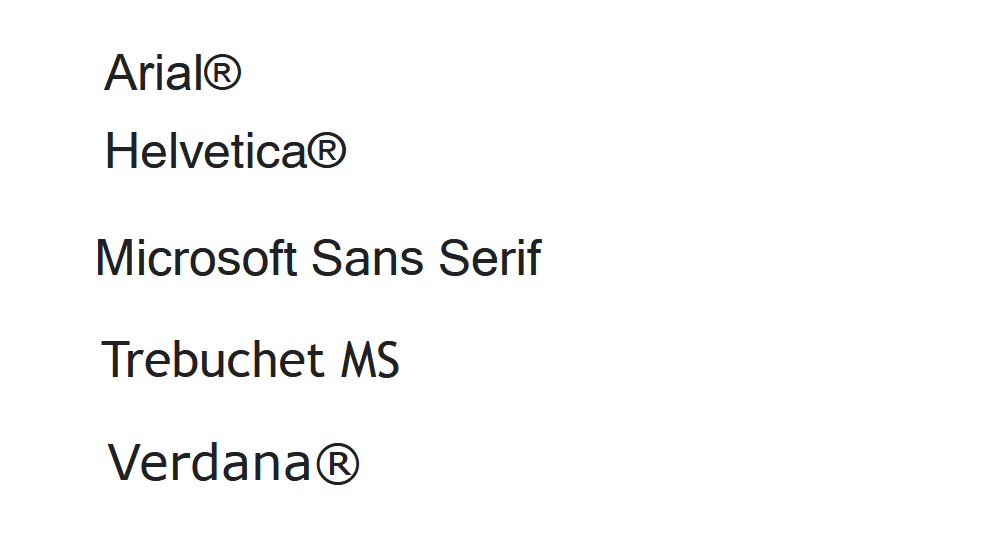 Arial®
Helvetica®
Microsoft Sans Serif
Trebuchet MS
Verdana®